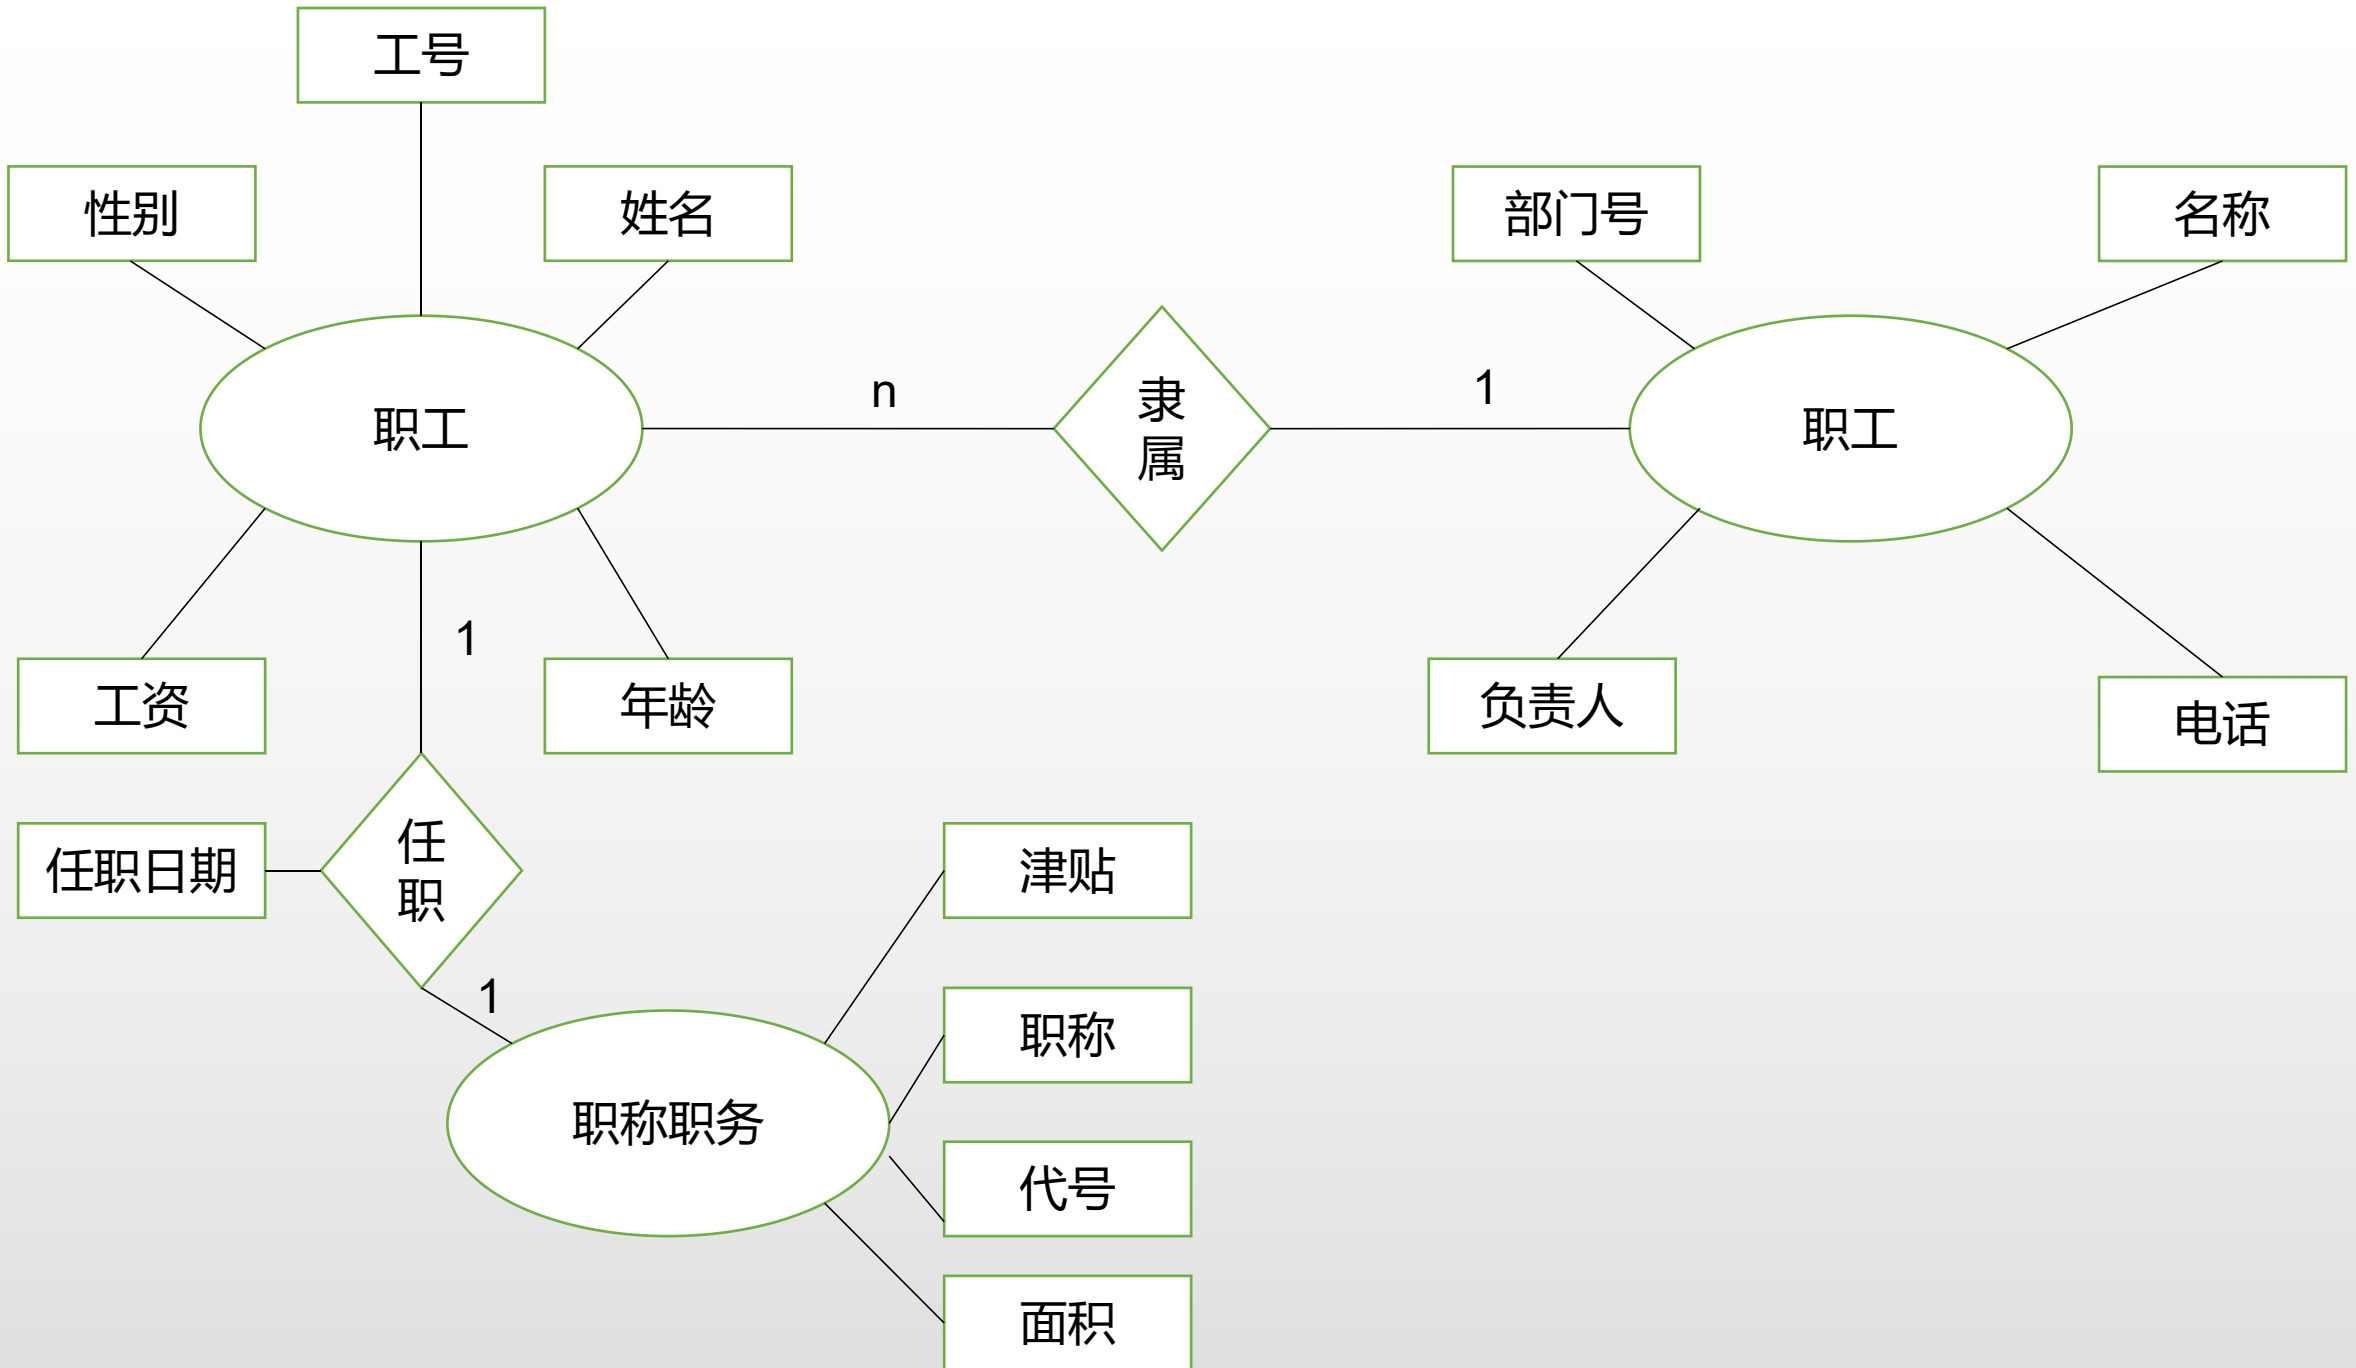 工号
性别
姓名
部门号
名称
职工
n
隶
属
1
职工
1
工资
年龄
负责人
电话
任职日期
任
职
津贴
1
职称
职称职务
代号
面积